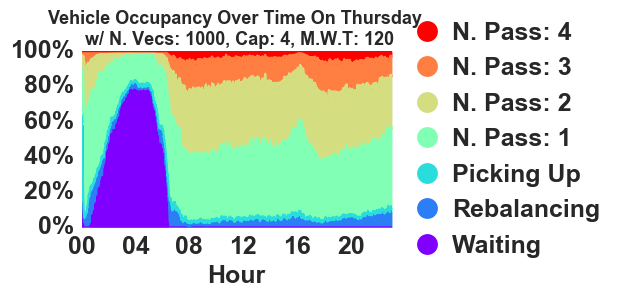 Vehicle Occupancy Over Time On Thursday
w/ N. Vecs: 1000, Cap: 4, M.W.T: 120
100%
80%
60%
40%
20%
0%
00 04 08 12 16 20
Hour
N. Pass: 4
N. Pass: 3
N. Pass: 2
N. Pass: 1
Picking Up
Rebalancing
Waiting